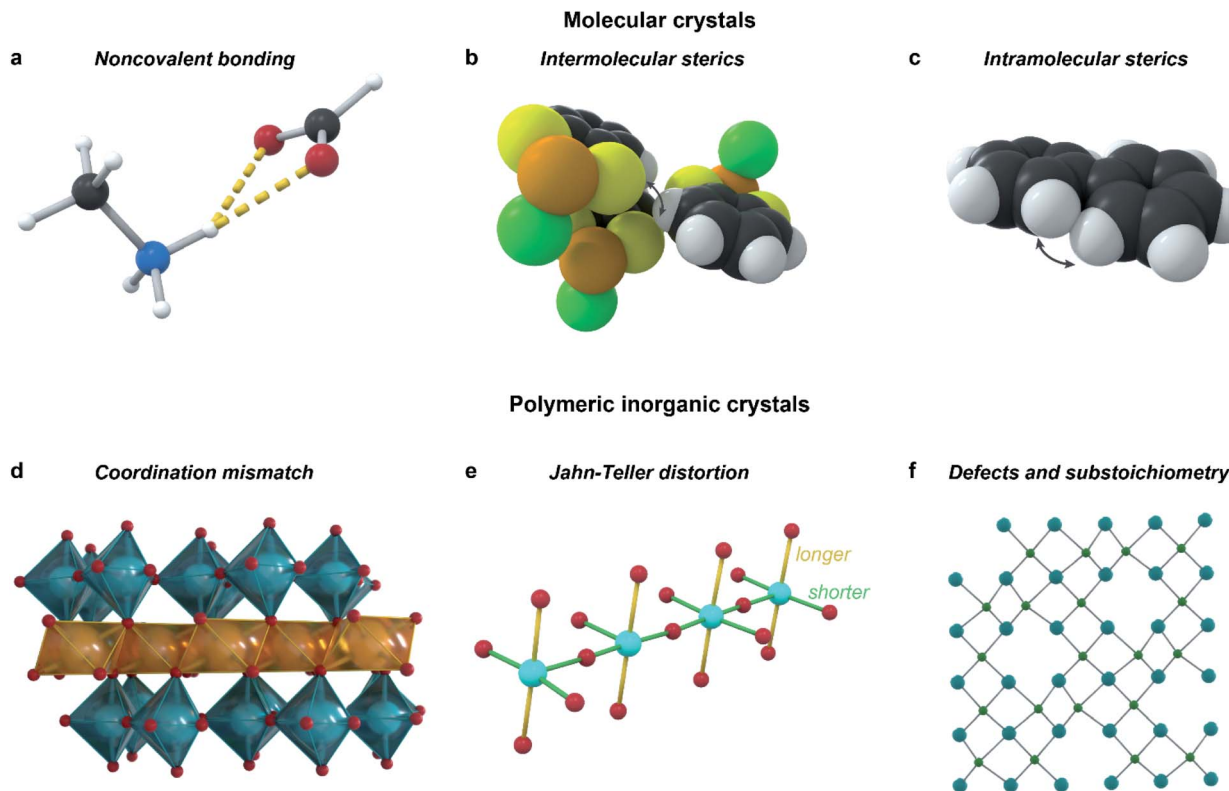 Molecular crystals
a Noncovalent bonding
b Intermolecular sterics
c Intramolecular sterics
Polymeric inorganic crystals
d Coordination mismatch
e Jahn-Teller distortion
f Defects and substoichiometry
longer
shorter